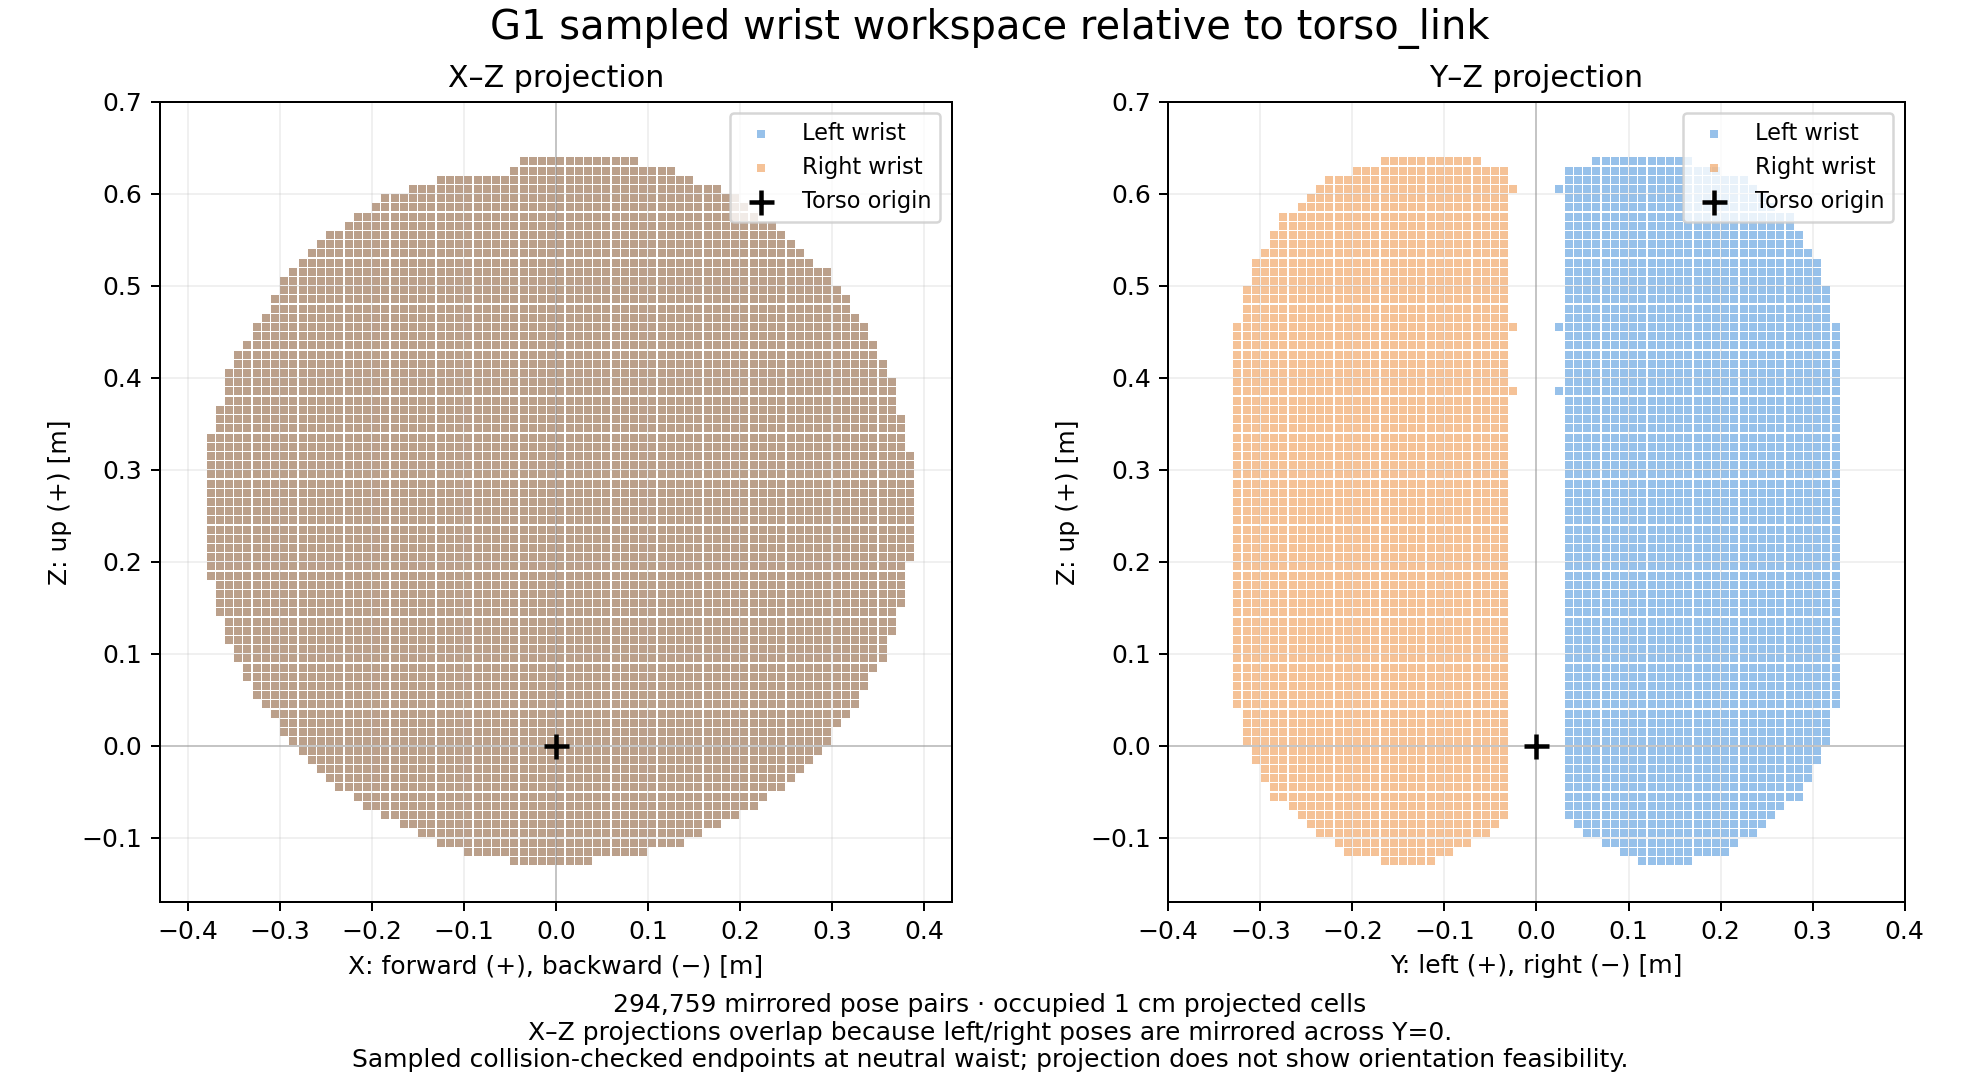 G1 sampled wrist workspace relative to torso_link
X–Z projection
0.7
0.6
0.5
0.4
0.3
0.2
0.1
0.0
−0.1
Z: up (+) [m]
−0.4 −0.3 −0.2 −0.1 0.0 0.1 0.2 0.3 0.4
X: forward (+), backward (−) [m]
Left wrist
Right wrist
Torso origin
Y–Z projection
0.7
0.6
0.5
0.4
0.3
0.2
0.1
0.0
−0.1
Z: up (+) [m]
−0.4 −0.3 −0.2 −0.1 0.0 0.1 0.2 0.3 0.4
Y: left (+), right (−) [m]
Left wrist
Right wrist
Torso origin
294,759 mirrored pose pairs · occupied 1 cm projected cells
X–Z projections overlap because left/right poses are mirrored across Y=0.
Sampled collision-checked endpoints at neutral waist; projection does not show orientation feasibility.